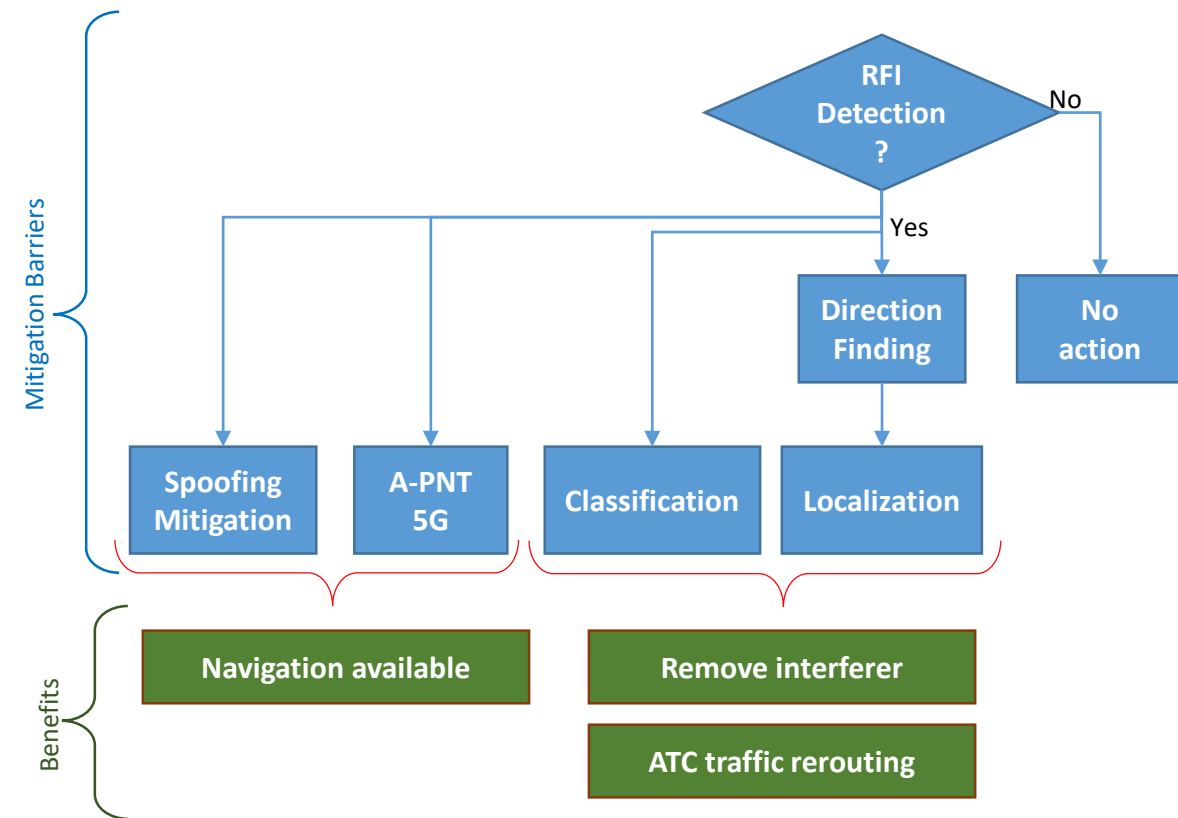 RFI
Detection
?
No
Yes
Mitigation Barriers
Direction
Finding
No
action
Spoofing
Mitigation
A-PNT
5G
Classification
Localization
Benefits
Navigation available
Remove interferer
ATC traffic rerouting